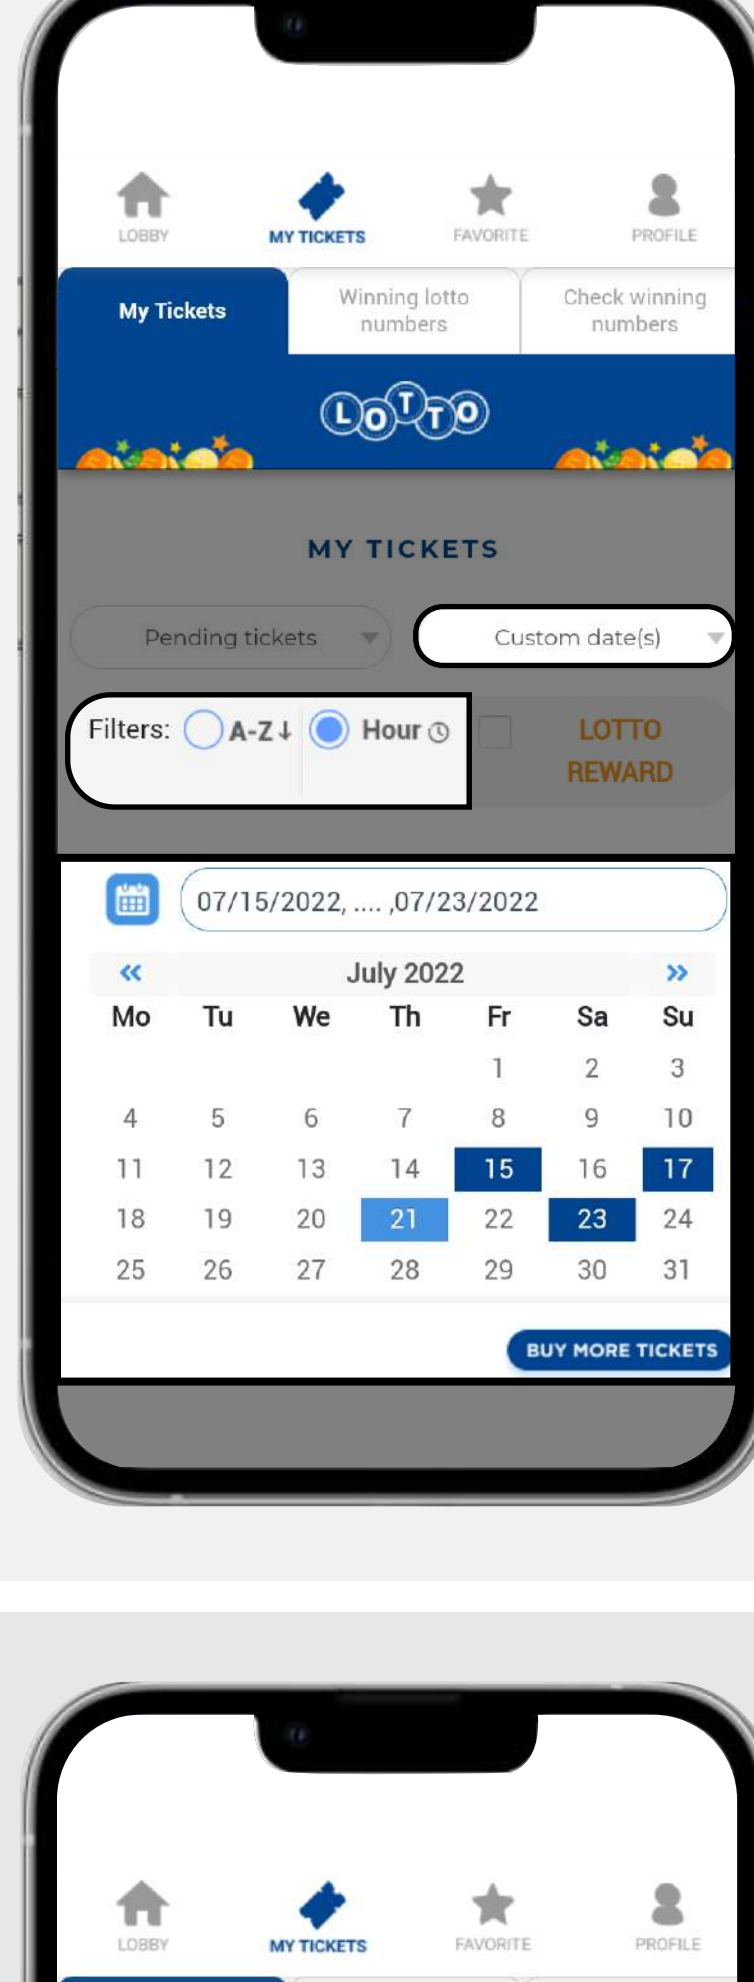 LOBBY MY TICKETS FAVORITE PROFILE
My Tickets
Winning lotto
numbers
Check winning
numbers
LOTTO
MY TICKETS
Pending tickets Custom date(s)
Filters: A-Z↓ Hour
LOTTO
REWARD
07/15/2022, .... ,07/23/2022
« July 2022 »
Mo Tu We Th Fr Sa Su
1 2 3
4 5 6 7 8 9 10
11 12 13 14 15 16 17
18 19 20 21 22 23 24
25 26 27 28 29 30 31
BUY MORE TICKETS
LOBBY MY TICKETS FAVORITE PROFILE